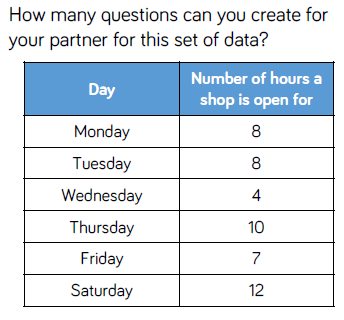 How many questions can you create for
your partner for this set of data?
Day
Number of hours a
shop is open for
Monday 8
Tuesday 8
Wednesday 4
Thursday 10
Friday 7
Saturday 12